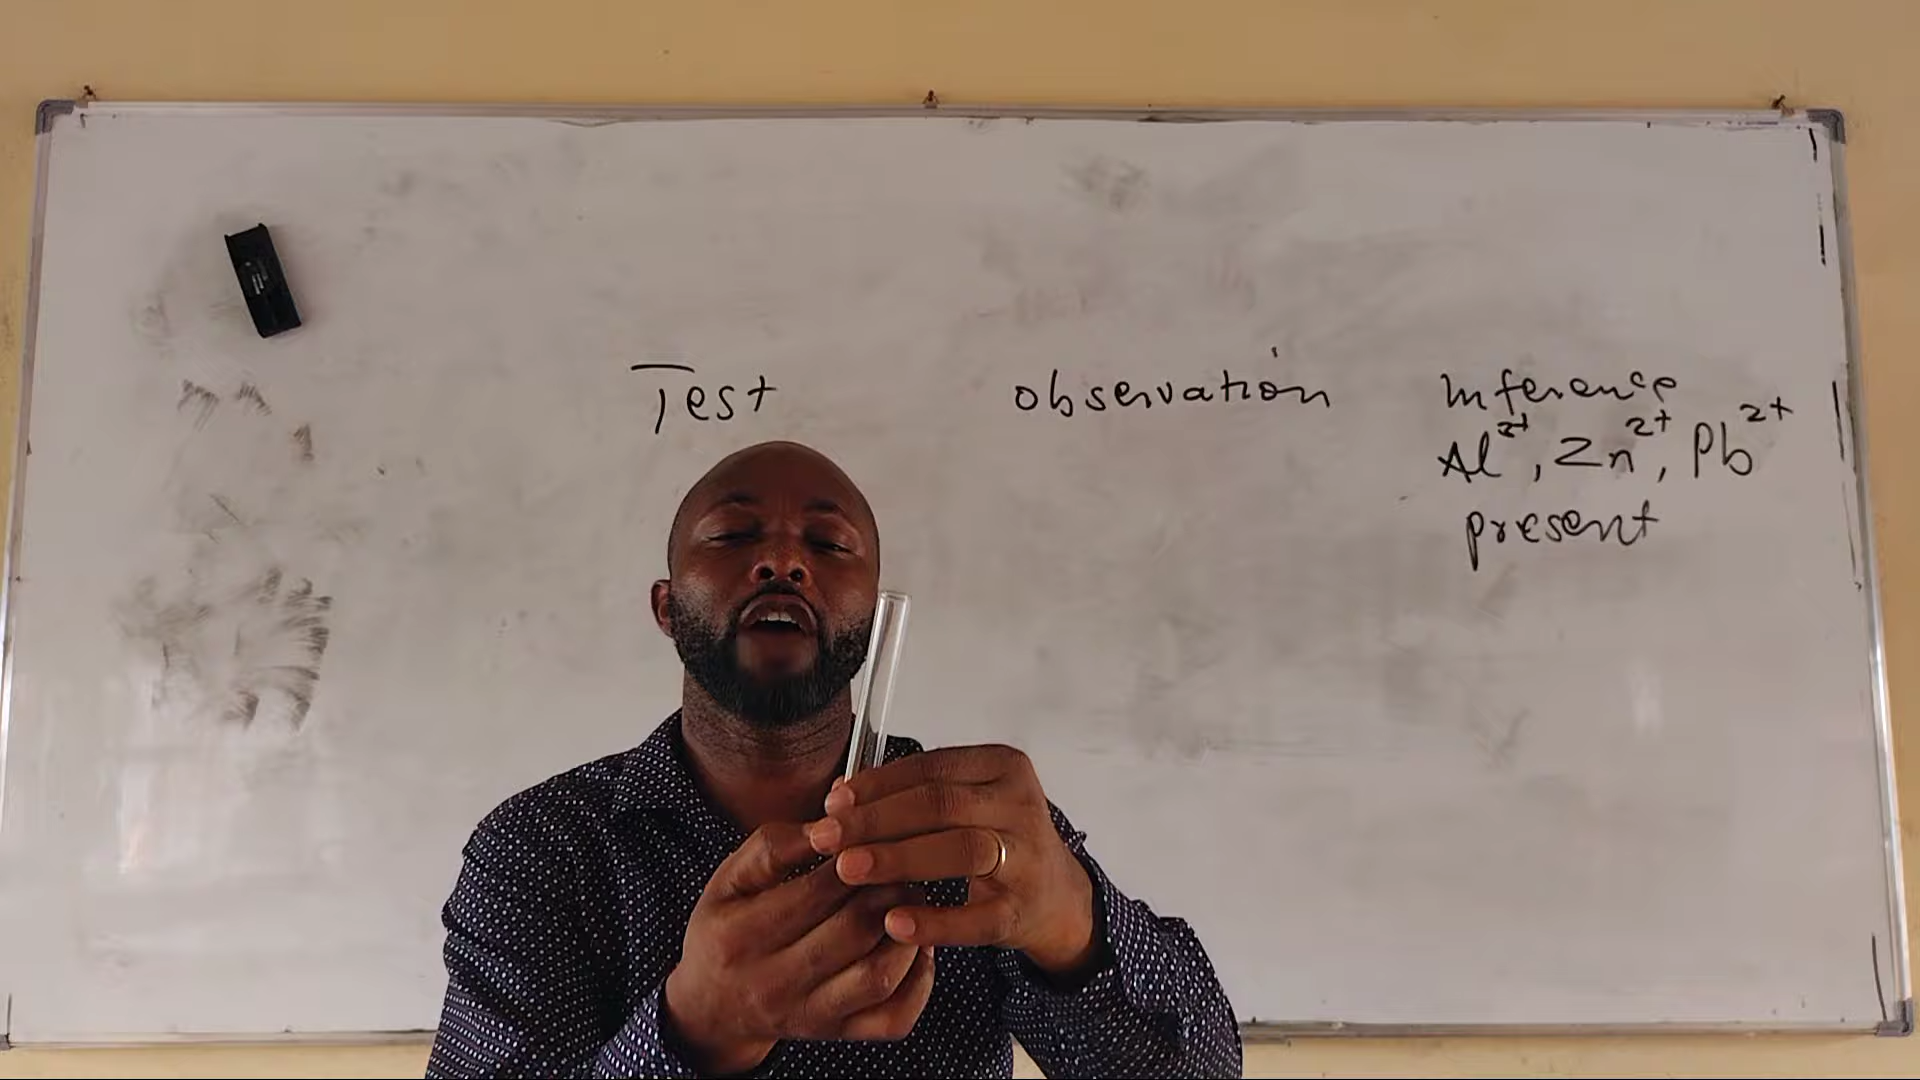 Test observation Inference
Al²⁺, Zn²⁺, Pb²⁺
present